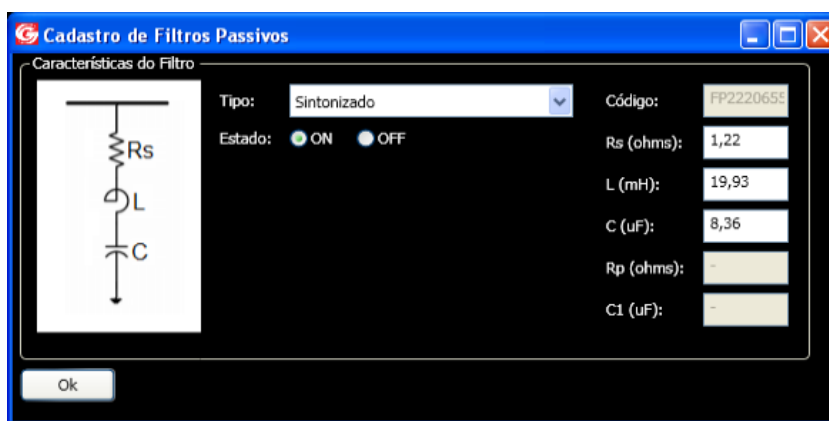 Cadastro de Filtros Passivos
Características do Filtro
Rs
L
C
Tipo: Sintonizado
Estado: ON OFF
Código: FP2220655
Rs (ohms): 1,22
L (mH): 19,93
C (uF): 8,36
Rp (ohms): -
C1 (uF): -
Ok